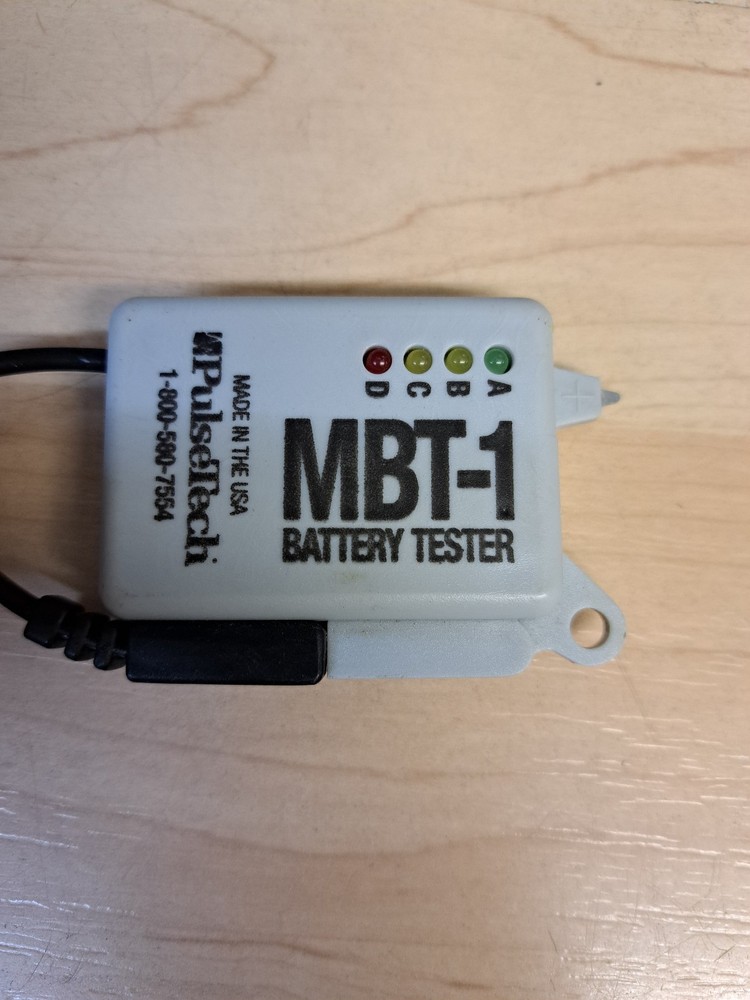 A
B
C
D
MBT-1
BATTERY TESTER
MADE IN THE USA
PulseTech
1-800-580-7554